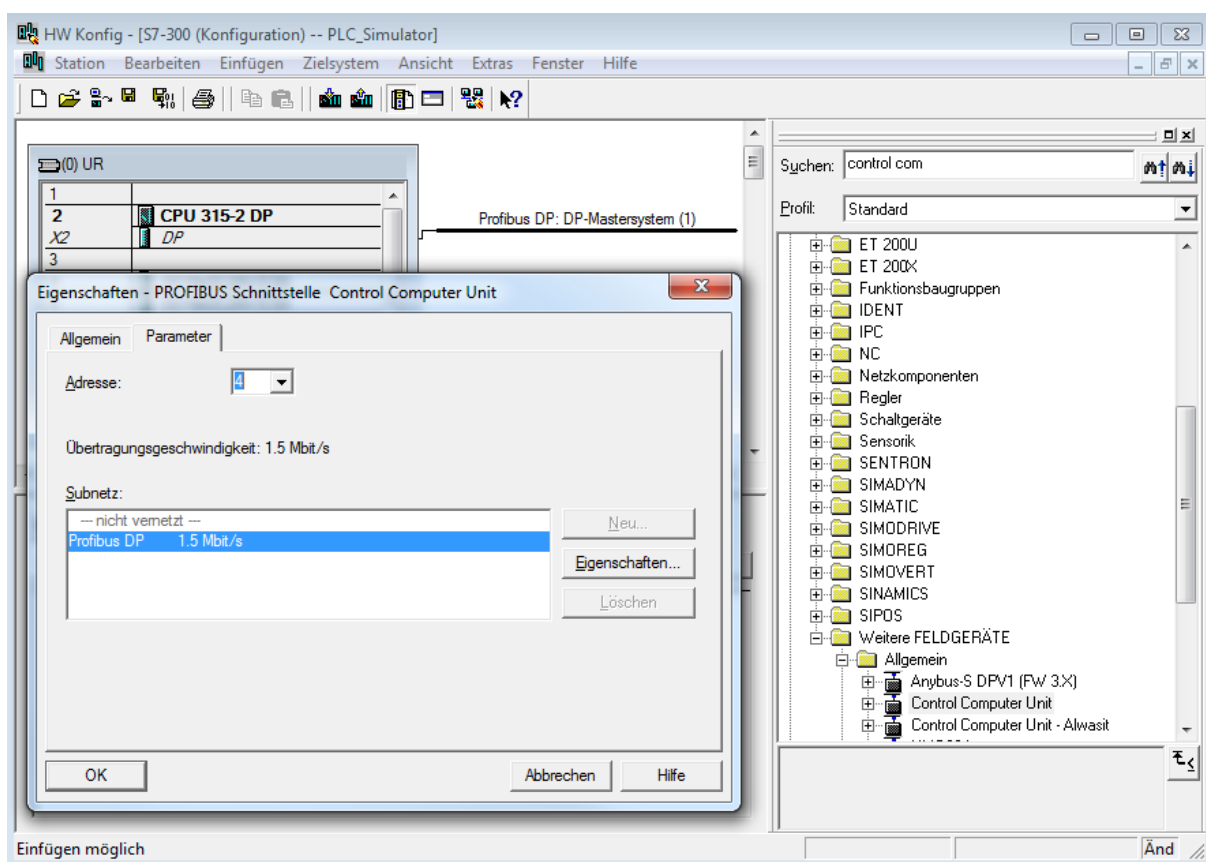 HW Konfig - [S7-300 (Konfiguration) -- PLC_Simulator]
Station Bearbeiten Einfügen Zielsystem Ansicht Extras Fenster Hilfe
(0) UR
1
2 CPU 315-2 DP
X2 DP
3
Profibus DP: DP-Mastersystem (1)
Eigenschaften - PROFIBUS Schnittstelle Control Computer Unit
Allgemein Parameter
Adresse: 4
Übertragungsgeschwindigkeit: 1.5 Mbit/s
Subnetz:
--- nicht vernetzt ---
Profibus DP 1.5 Mbit/s
Neu...
Eigenschaften...
Löschen
OK Abbrechen Hilfe
Suchen: control com
Profil: Standard
ET 200U
ET 200X
Funktionsbaugruppen
IDENT
IPC
NC
Netzkomponenten
Regler
Schaltgeräte
Sensorik
SENTRON
SIMADYN
SIMATIC
SIMODRIVE
SIMOREG
SIMOVERT
SINAMICS
SIPOS
Weitere FELDGERÄTE
Allgemein
Anybus-S DPV1 (FW 3.X)
Control Computer Unit
Control Computer Unit - Alwasit
Einfügen möglich Änd